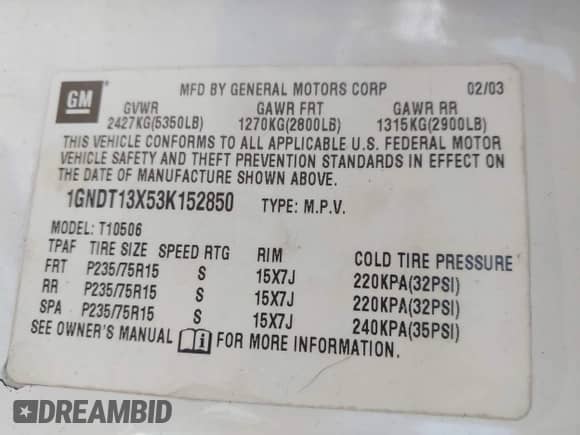 GM
MFD BY GENERAL MOTORS CORP 02/03
GVWR GAWR FRT GAWR RR
2427KG(5350LB) 1270KG(2800LB) 1315KG(2900LB)
THIS VEHICLE CONFORMS TO ALL APPLICABLE U.S. FEDERAL MOTOR
VEHICLE SAFETY AND THEFT PREVENTION STANDARDS IN EFFECT ON
THE DATE OF MANUFACTURE SHOWN ABOVE.
1GNDT13X53K152850 TYPE: M.P.V.
MODEL: T10506
TPAF TIRE SIZE SPEED RTG RIM COLD TIRE PRESSURE
FRT P235/75R15 S 15X7J 220KPA(32PSI)
RR P235/75R15 S 15X7J 220KPA(32PSI)
SPA P235/75R15 S 15X7J 240KPA(35PSI)
SEE OWNER'S MANUAL i FOR MORE INFORMATION.
DREAMBID